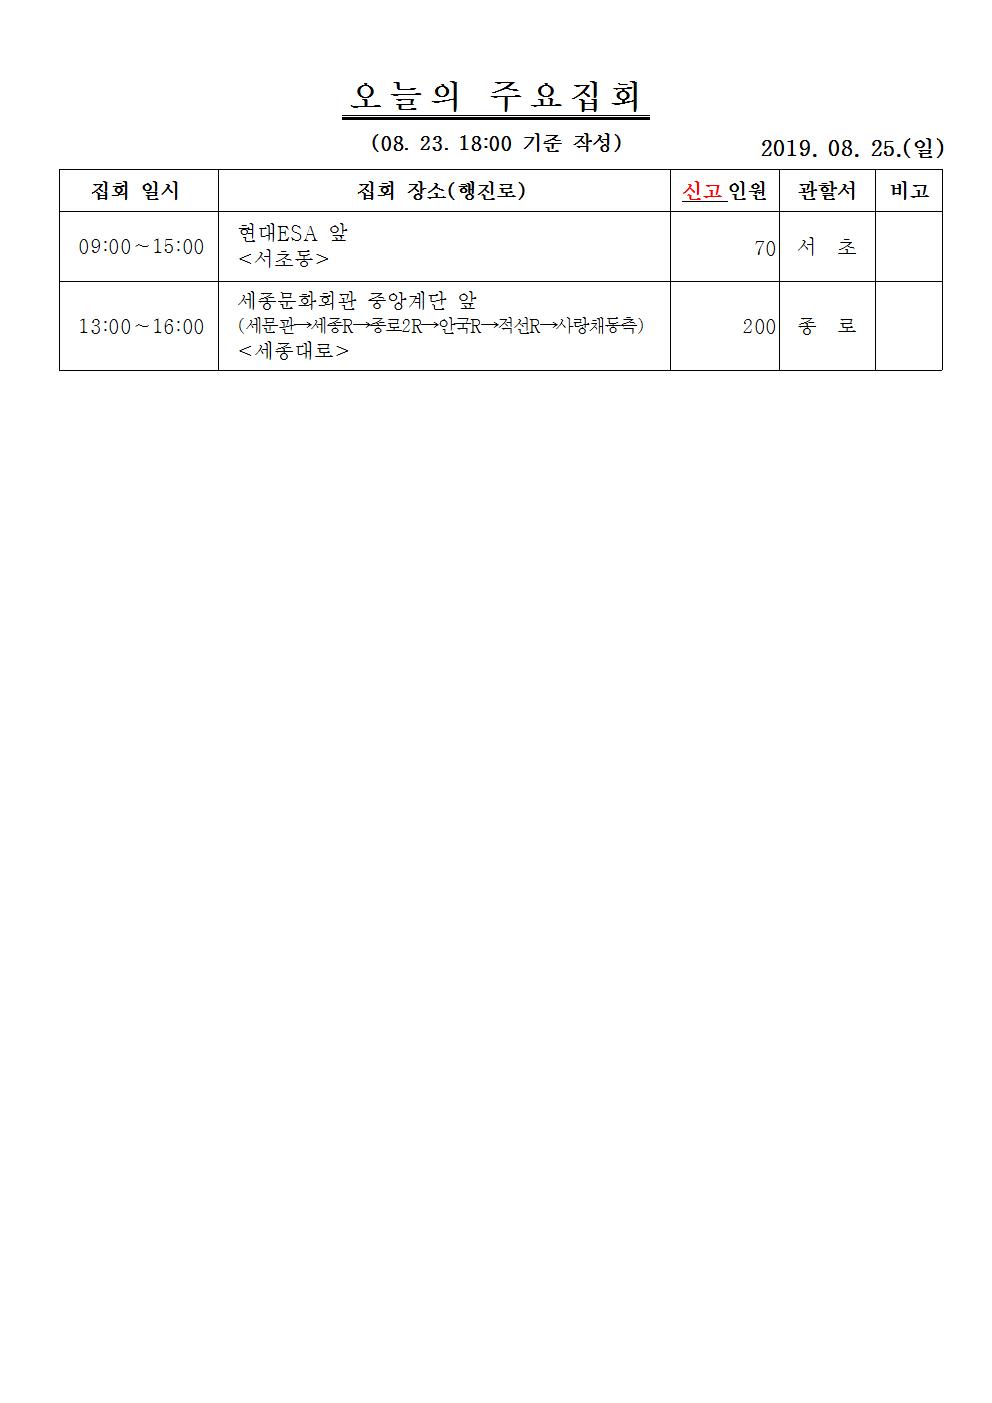 오늘의 주요집회
(08. 23. 18:00 기준 작성)
2019. 08. 25.(일)
집회 일시 집회 장소(행진로) 신고 인원 관할서 비고
09:00~15:00 현대ESA 앞 70 서 초
<서초동>
세종문화회관 중앙계단 앞
13:00~16:00 (세문관→세종R→종로2R→안국R→적선R→사랑채동측) 200 종 로
<세종대로>